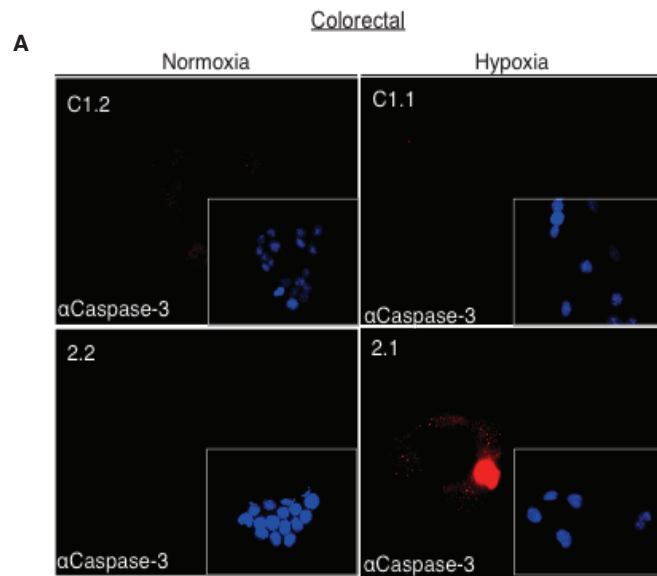 Colorectal
A
Normoxia
Hypoxia
C1.2
C1.1
αCaspase-3
αCaspase-3
2.2
2.1
αCaspase-3
αCaspase-3